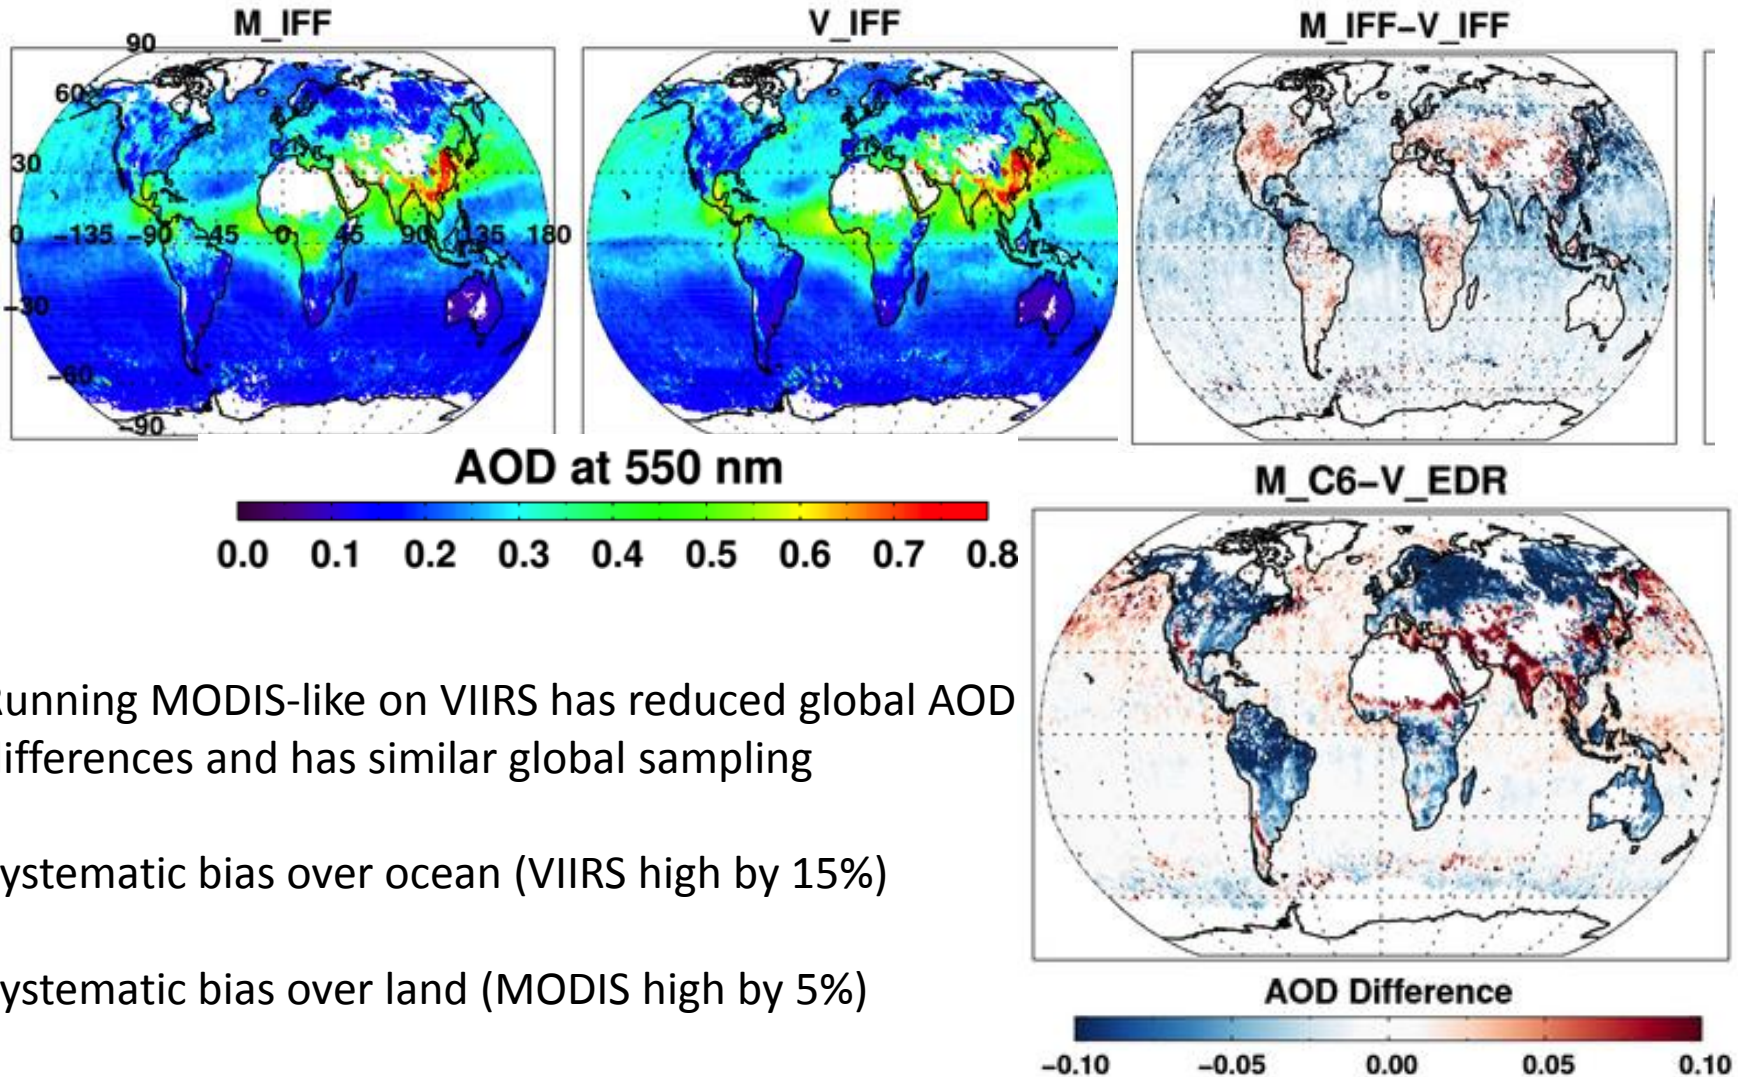 M_IFF
V_IFF
M_IFF-V_IFF
90
60
30
0 -135 -90 -45 0 45 90 135 180
-30
-60
-90
AOD at 550 nm
0.0 0.1 0.2 0.3 0.4 0.5 0.6 0.7 0.8
M_C6-V_EDR
unning MODIS-like on VIIRS has reduced global AOD
ifferences and has similar global sampling
ystematic bias over ocean (VIIRS high by 15%)
ystematic bias over land (MODIS high by 5%)
AOD Difference
-0.10 -0.05 0.00 0.05 0.10